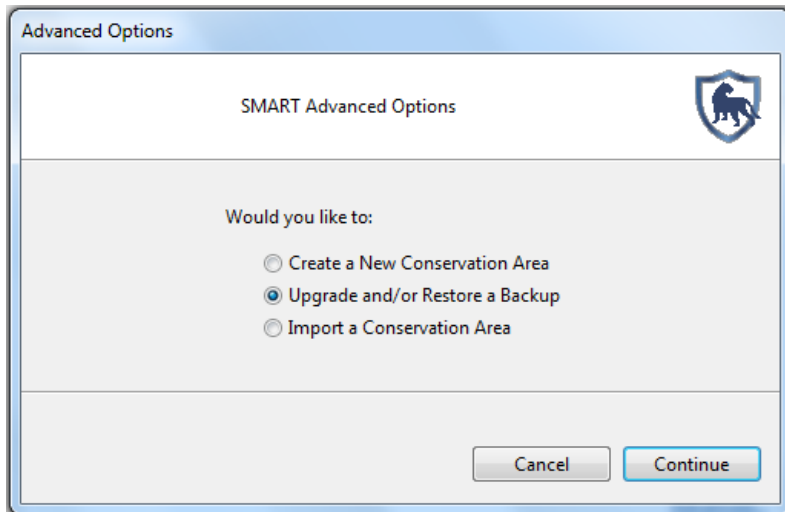 Advanced Options
SMART Advanced Options
Would you like to:
Create a New Conservation Area
Upgrade and/or Restore a Backup
Import a Conservation Area
Cancel
Continue